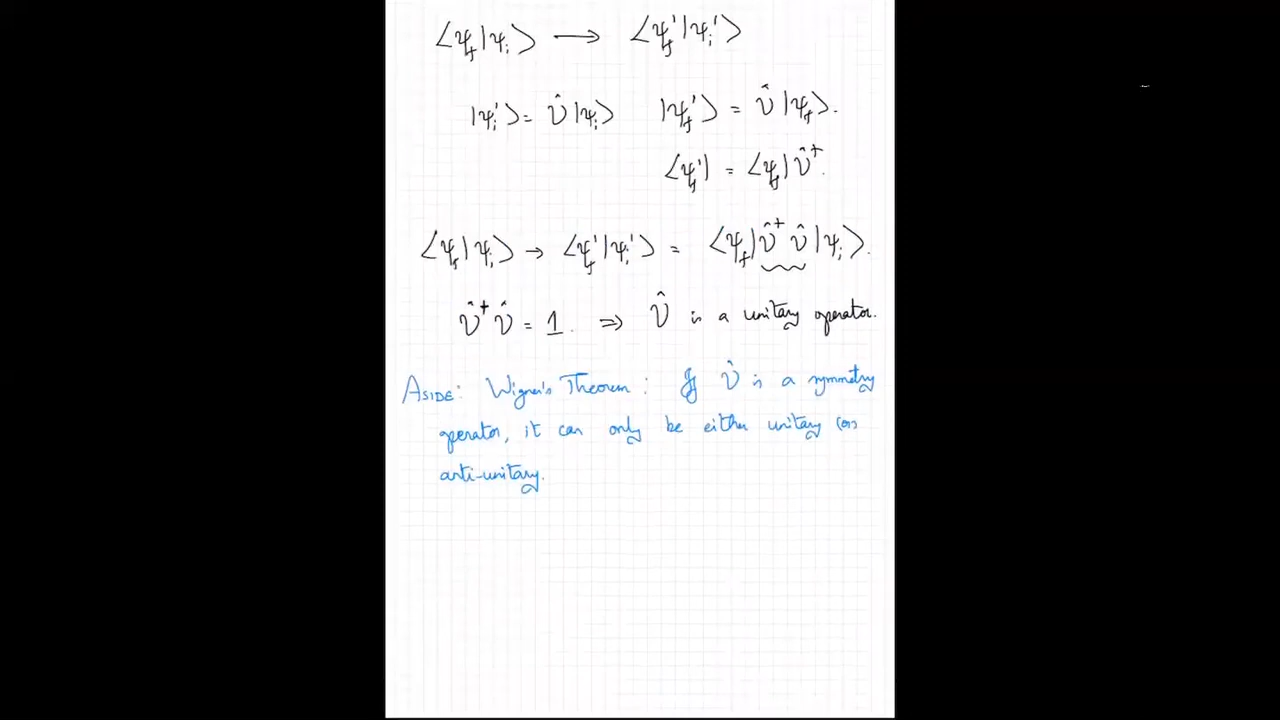 ⟨ψ_f|ψ_i⟩ ⟶ ⟨ψ_f'|ψ_i'⟩
|ψ_i'⟩ = Û|ψ_i⟩ |ψ_f'⟩ = Û|ψ_f⟩.
⟨ψ_f'| = ⟨ψ_f|Û†.
⟨ψ_f|ψ_i⟩ → ⟨ψ_f'|ψ_i'⟩ = ⟨ψ_f|Û†Û|ψ_i⟩.
Û†Û = 1. ⇒ Û is a unitary operator.
ASIDE: Wigner's Theorem: If Û is a symmetry
operator, it can only be either unitary (or)
anti-unitary.